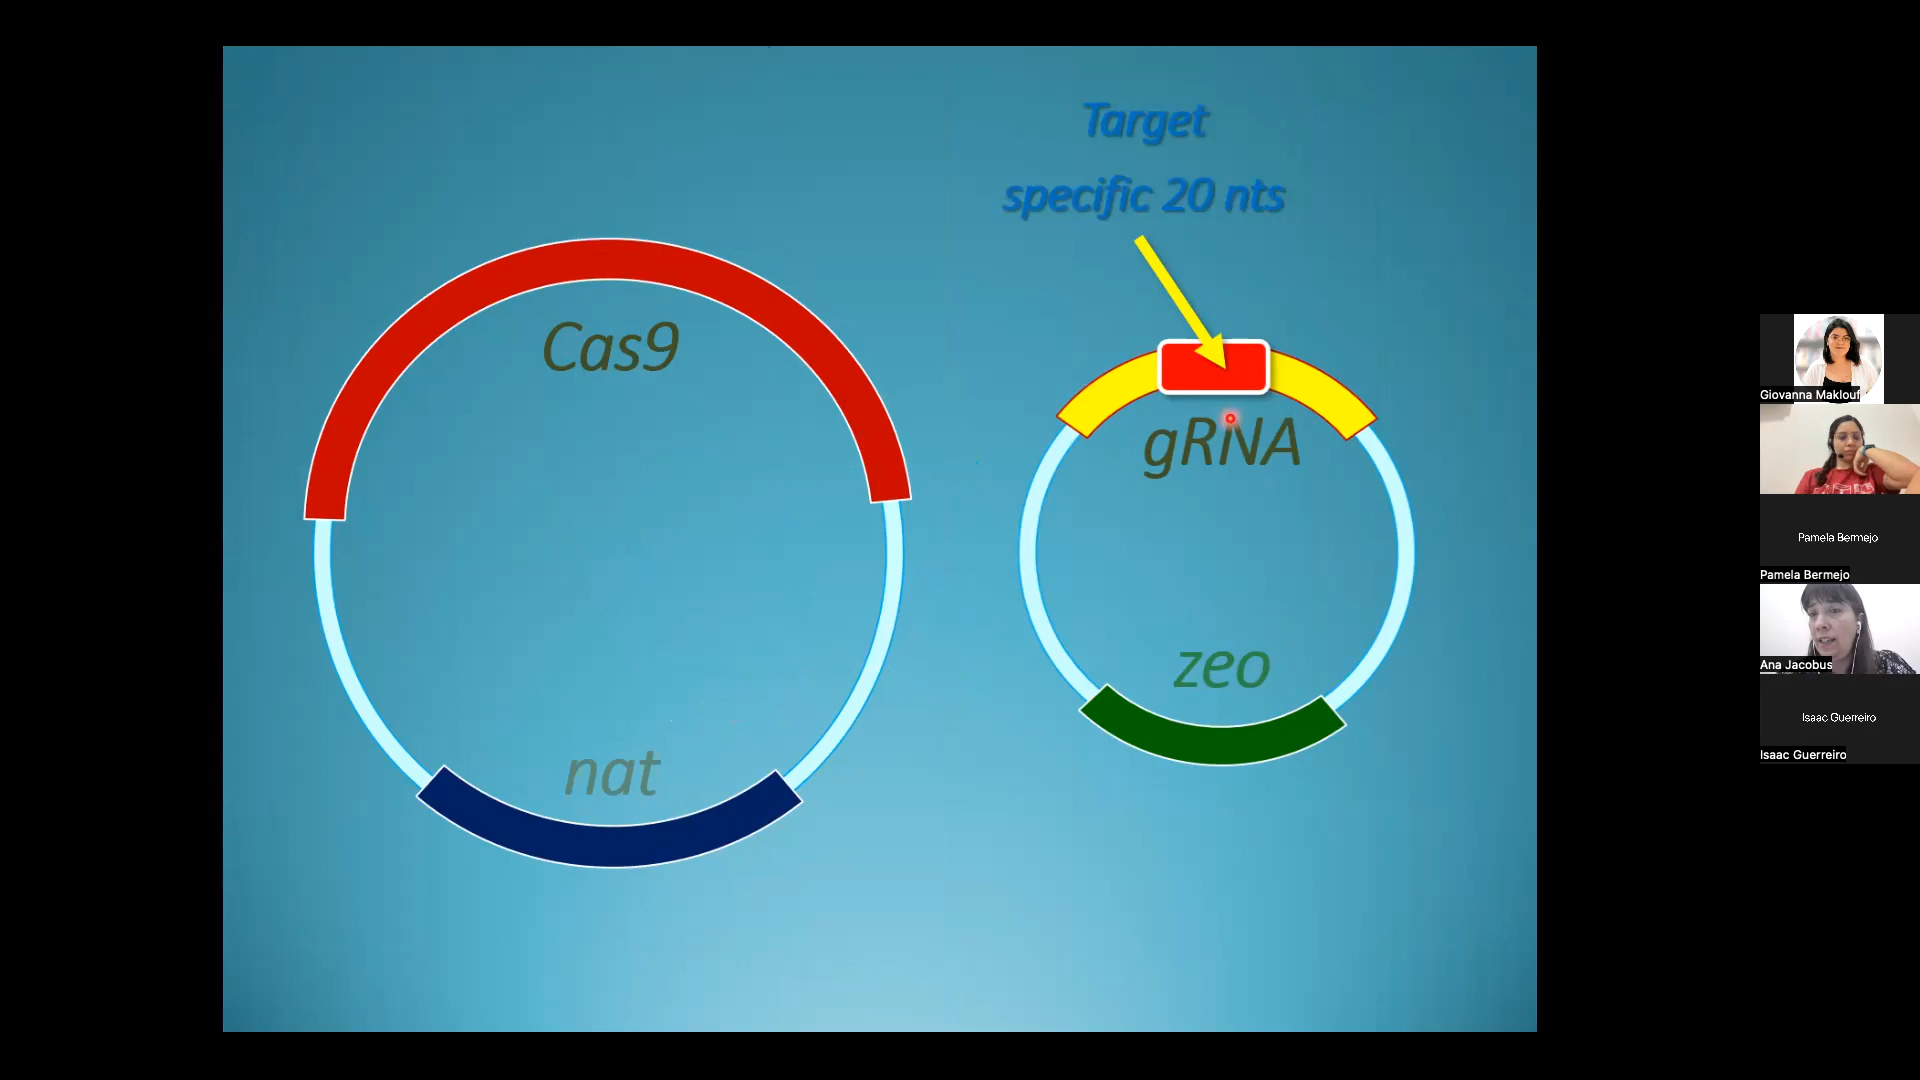 Target
specific 20 nts
Cas9
gRNA
zeo
nat
Giovanna Maklouf
Pamela Bermejo
Pamela Bermejo
Ana Jacobus
Isaac Guerreiro
Isaac Guerreiro